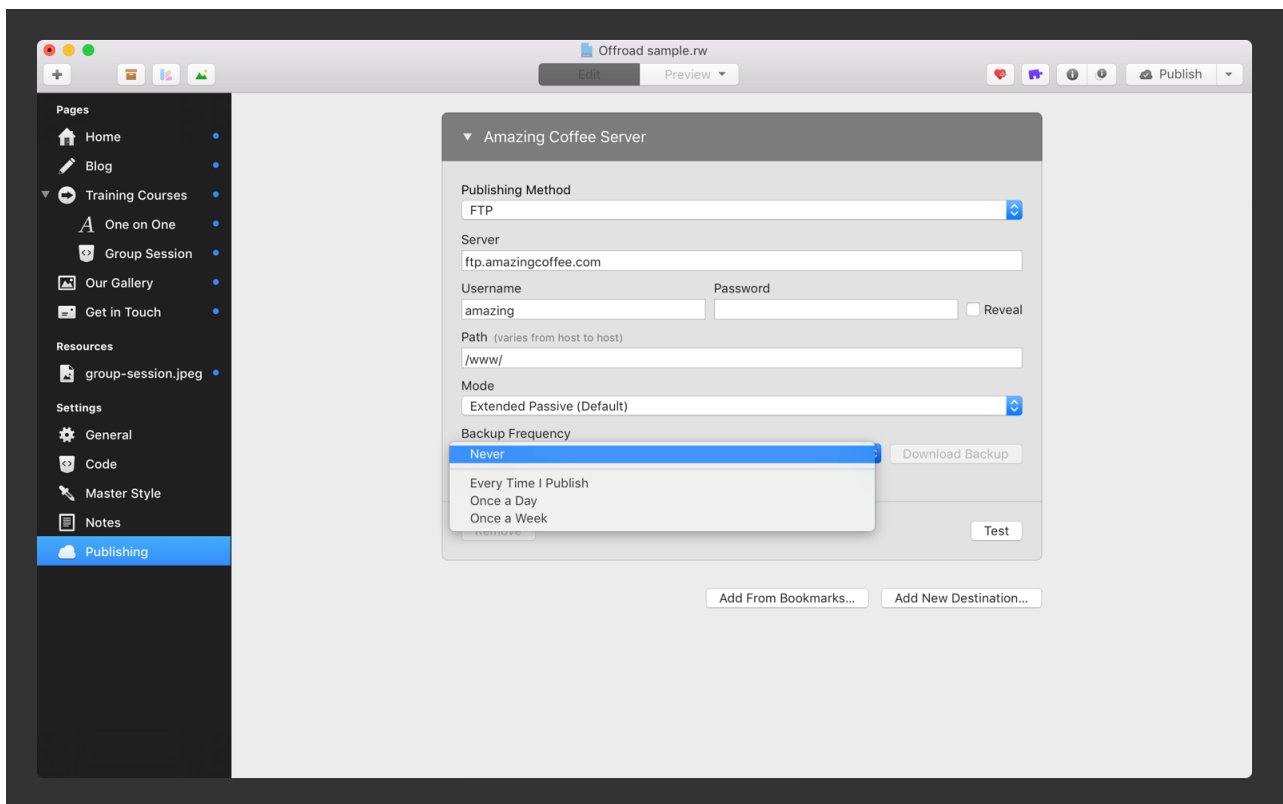 Offroad sample.rw
Edit
Preview
Publish
Pages
Home
Blog
Training Courses
One on One
Group Session
Our Gallery
Get in Touch
Resources
group-session.jpeg
Settings
General
Code
Master Style
Notes
Publishing
Amazing Coffee Server
Publishing Method
FTP
Server
ftp.amazingcoffee.com
Username Password
amazing
Reveal
Path (varies from host to host)
/www/
Mode
Extended Passive (Default)
Backup Frequency
Never
Download Backup
Every Time I Publish
Once a Day
Once a Week
Remove
Test
Add From Bookmarks...
Add New Destination...